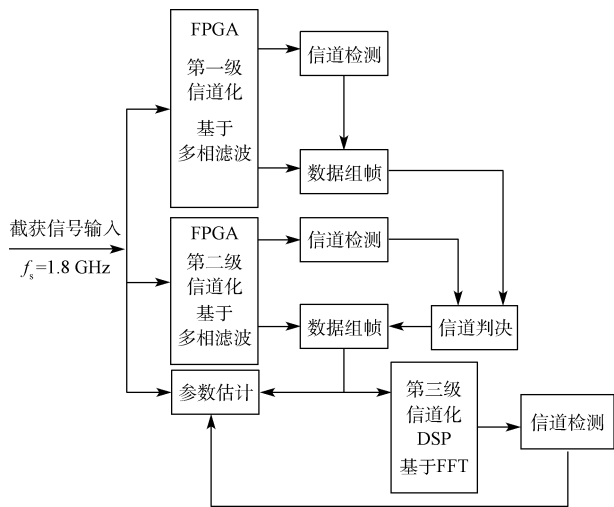 FPGA
第一级
信道化
基于
多相滤波
信道检测
数据组帧
截获信号输入
fs=1.8 GHz
FPGA
第二级
信道化
基于
多相滤波
信道检测
数据组帧
信道判决
参数估计
第三级
信道化
DSP
基于FFT
信道检测